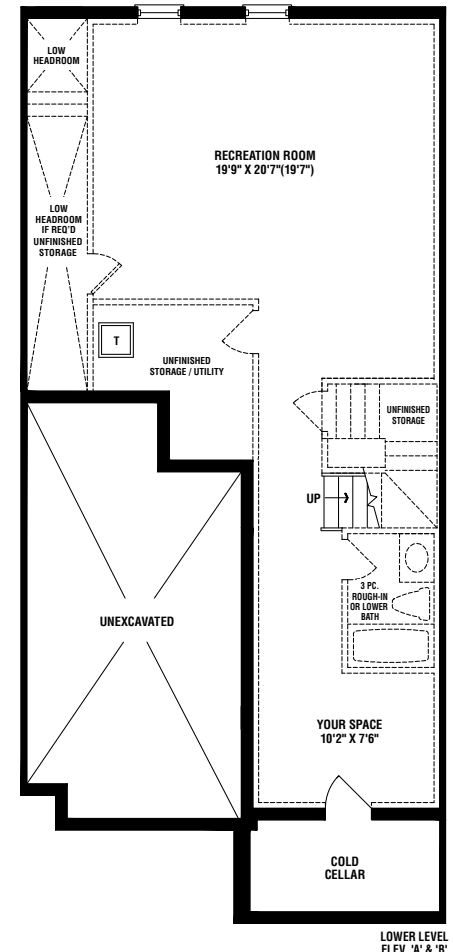 LOW
HEADROOM
RECREATION ROOM
19'9" X 20'7"(19'7")
LOW
HEADROOM
IF REQ'D
UNFINISHED
STORAGE
T
UNFINISHED
STORAGE / UTILITY
UNFINISHED
STORAGE
UP
3 PC.
ROUGH-IN
OR LOWER
BATH
UNEXCAVATED
YOUR SPACE
10'2" X 7'6"
COLD
CELLAR
LOWER LEVEL
ELEV. 'A' & 'B'